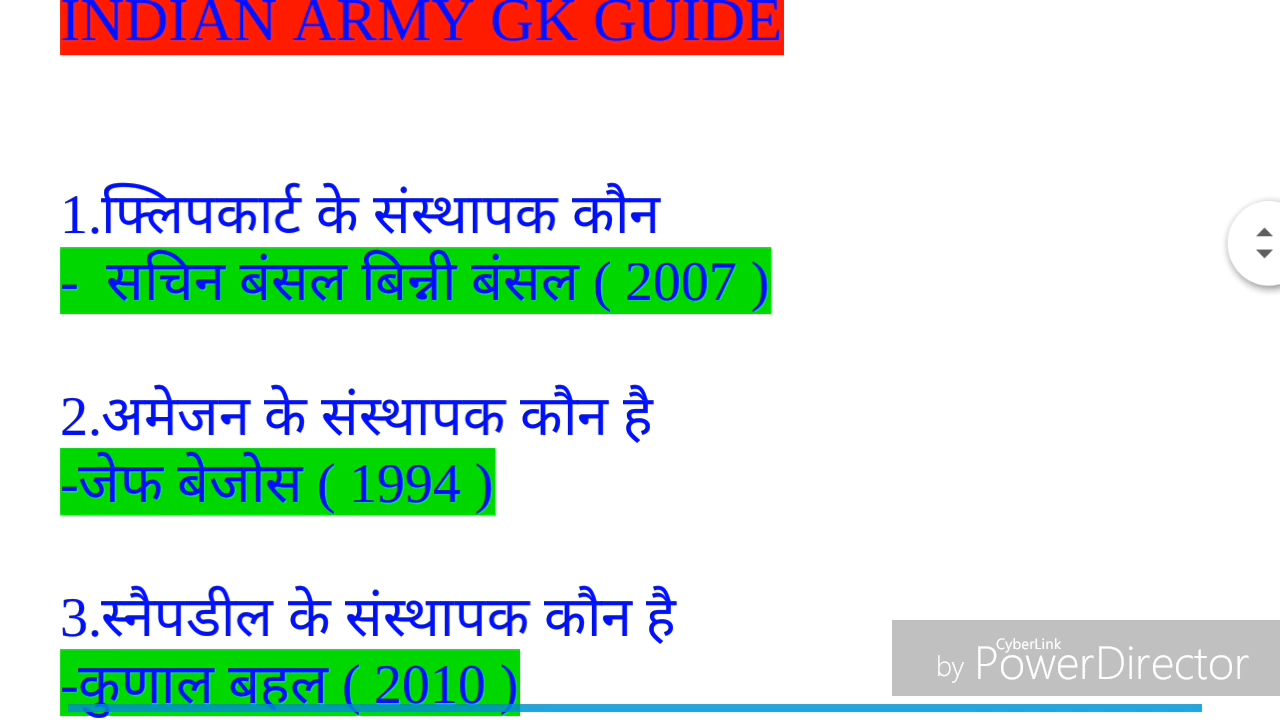 INDIAN ARMY GK GUIDE
1.फ्लिपकार्ट के संस्थापक कौन
- सचिन बंसल बिन्नी बंसल ( 2007 )
2.अमेजन के संस्थापक कौन है
-जेफ बेजोस ( 1994 )
3.स्नैपडील के संस्थापक कौन है
-कुणाल बहल ( 2010 )
CyberLink
by PowerDirector